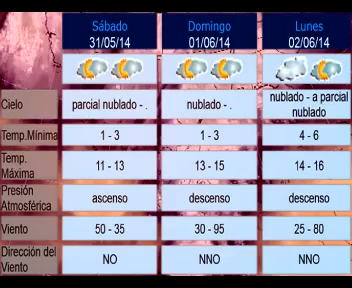 Sábado Domingo Lunes
31/05/14 01/06/14 02/06/14
Cielo parcial nublado - . nublado - . nublado - a parcial nublado
Temp.Mínima 1 - 3 1 - 3 4 - 6
Temp. Máxima 11 - 13 13 - 15 14 - 16
Presión Atmosférica ascenso descenso descenso
Viento 50 - 35 30 - 95 25 - 80
Dirección del Viento NO NNO NNO